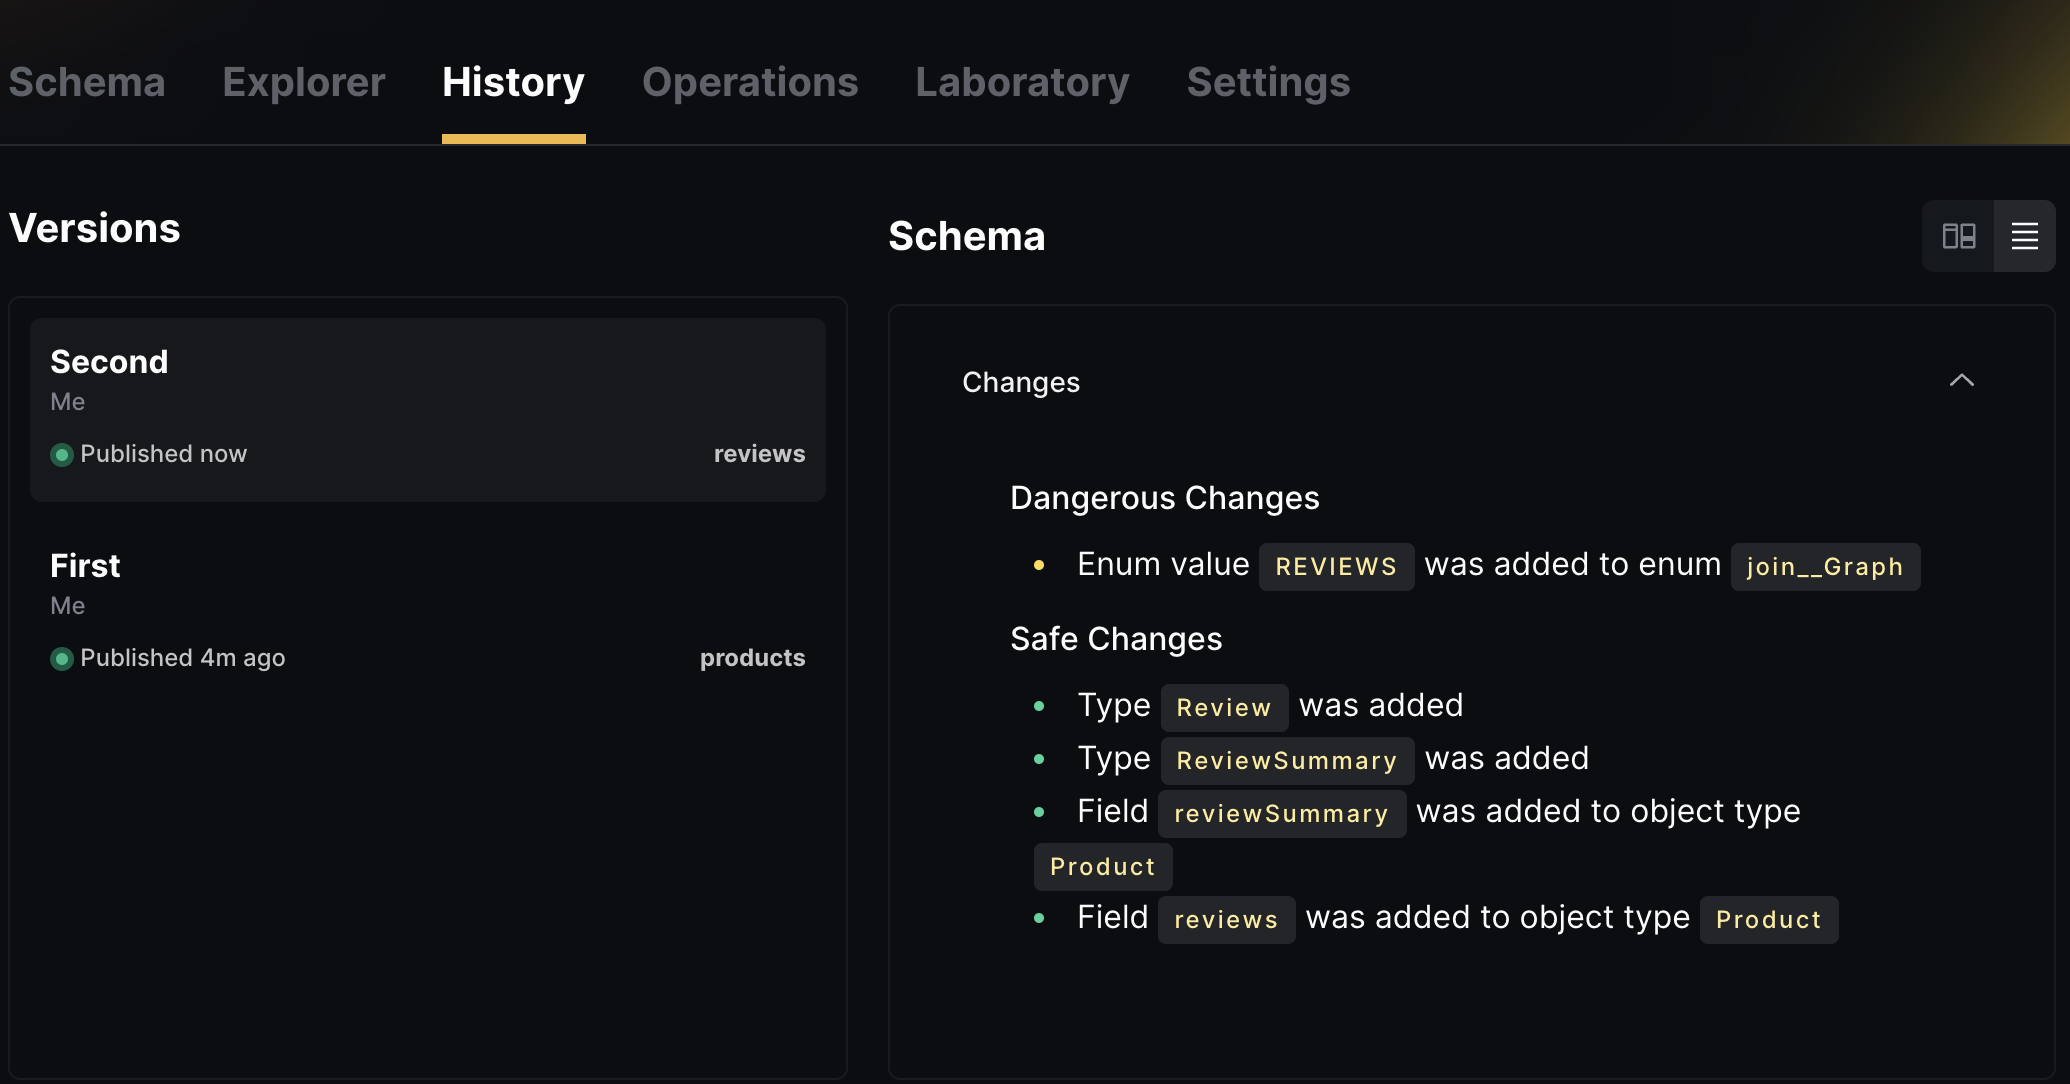 Schema Explorer History Operations Laboratory Settings
Versions
Second
Me
Published now reviews
First
Me
Published 4m ago products
Schema
Changes
Dangerous Changes
Enum value REVIEWS was added to enum join__Graph
Safe Changes
Type Review was added
Type ReviewSummary was added
Field reviewSummary was added to object type
Product
Field reviews was added to object type Product